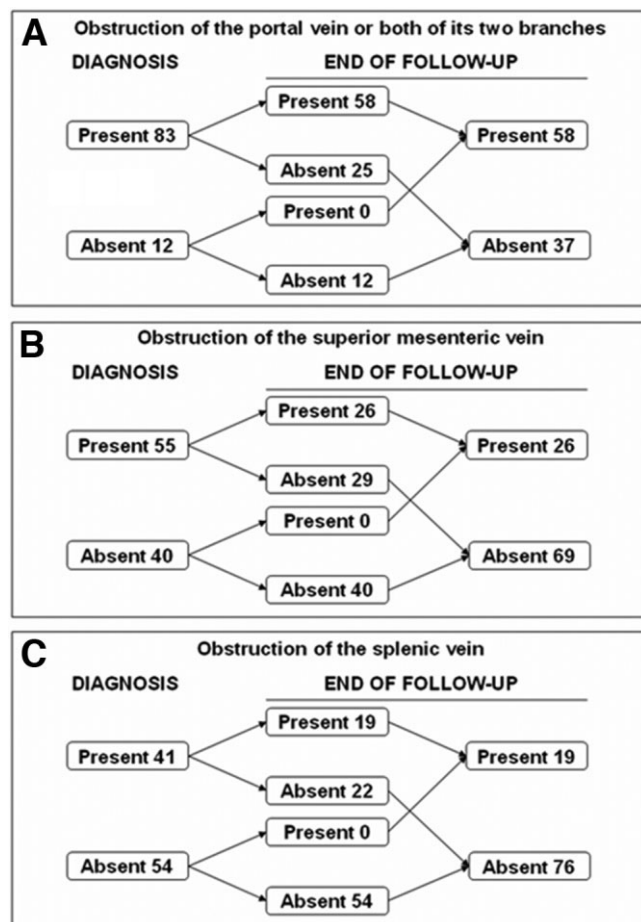 A
Obstruction of the portal vein or both of its two branches
DIAGNOSIS
END OF FOLLOW-UP
Present 83
Present 58
Absent 25
Present 58
Absent 12
Present 0
Absent 12
Absent 37
B
Obstruction of the superior mesenteric vein
DIAGNOSIS
END OF FOLLOW-UP
Present 55
Present 26
Absent 29
Present 26
Absent 40
Present 0
Absent 40
Absent 69
C
Obstruction of the splenic vein
DIAGNOSIS
END OF FOLLOW-UP
Present 41
Present 19
Absent 22
Present 19
Absent 54
Present 0
Absent 54
Absent 76